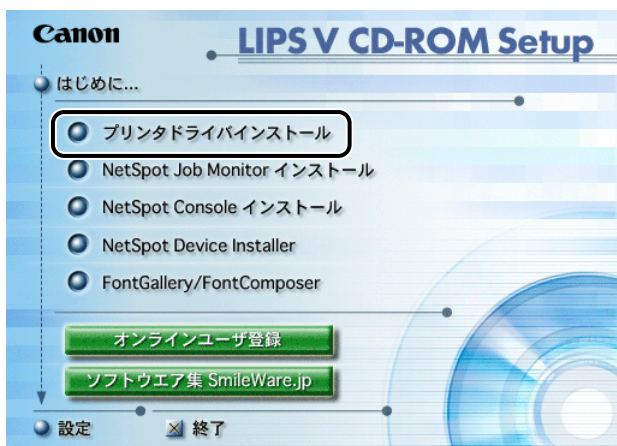 Canon
LIPS V CD-ROM Setup
はじめに...
プリンタドライバインストール
NetSpot Job Monitor インストール
NetSpot Console インストール
NetSpot Device Installer
FontGallery/FontComposer
オンラインユーザ登録
ソフトウエア集 SmileWare.jp
設定 終了